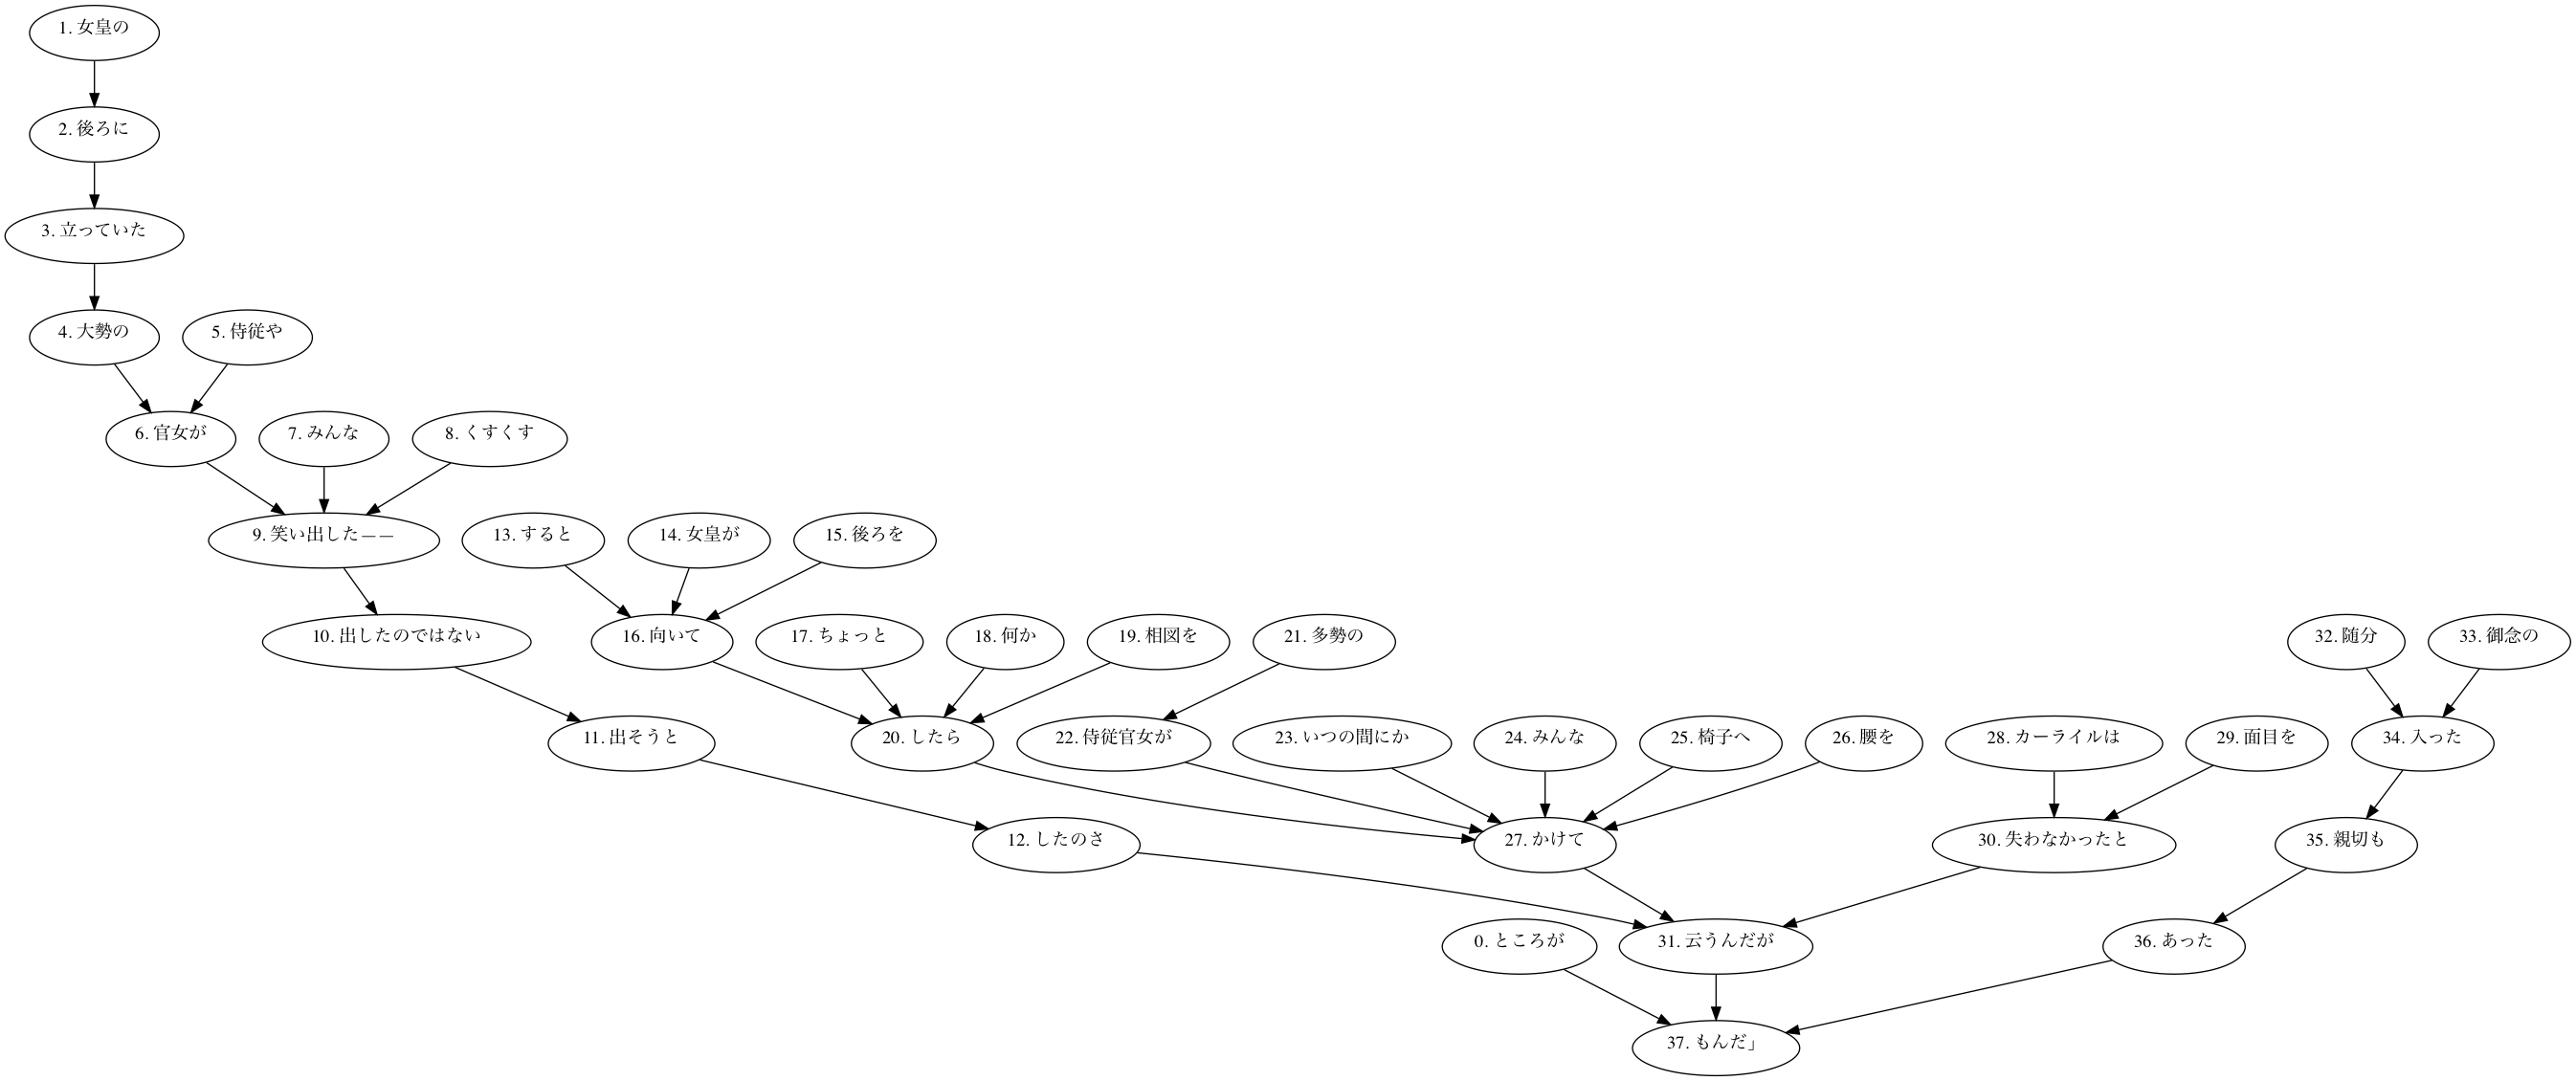 0. ところが
1. 女皇の
2. 後ろに
3. 立っていた
4. 大勢の
5. 侍従や
6. 官女が
7. みんな
8. くすくす
9. 笑い出した――
10. 出したのではない
11. 出そうと
12. したのさ
13. すると
14. 女皇が
15. 後ろを
16. 向いて
17. ちょっと
18. 何か
19. 相図を
20. したら
21. 多勢の
22. 侍従官女が
23. いつの間にか
24. みんな
25. 椅子へ
26. 腰を
27. かけて
28. カーライルは
29. 面目を
30. 失わなかったと
31. 云うんだが
32. 随分
33. 御念の
34. 入った
35. 親切も
36. あった
37. もんだ」